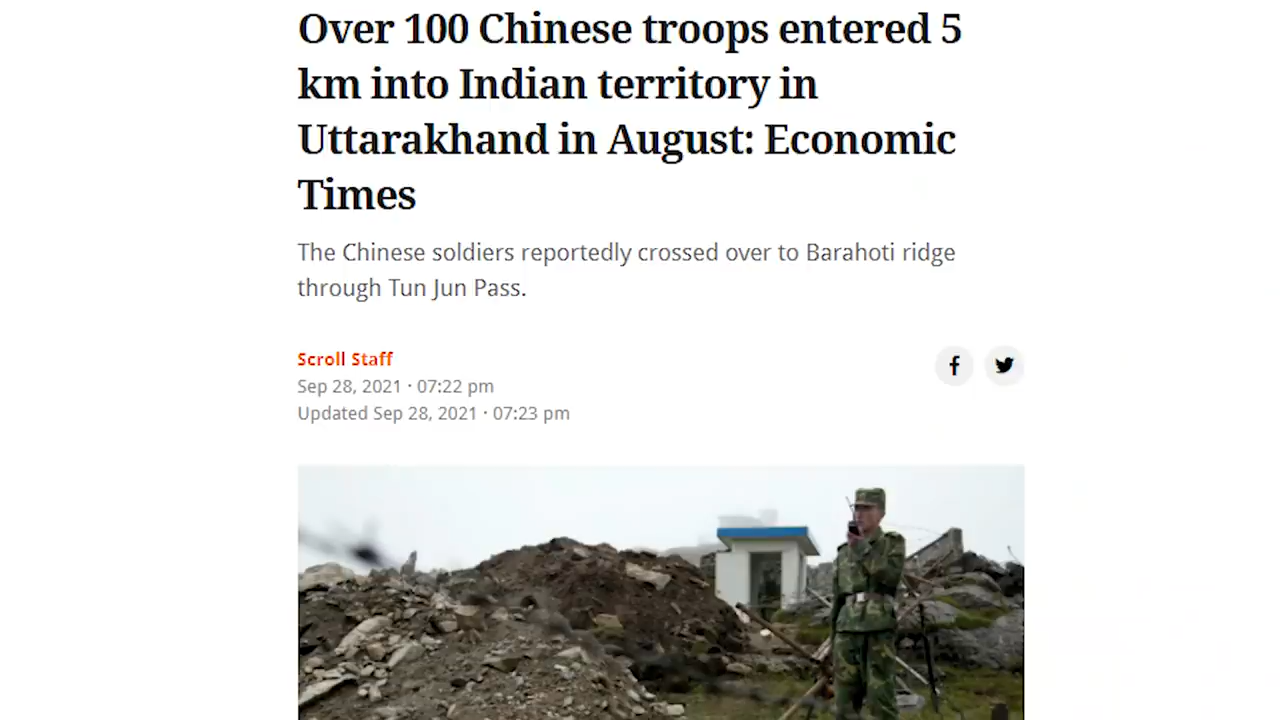 Over 100 Chinese troops entered 5
km into Indian territory in
Uttarakhand in August: Economic
Times
The Chinese soldiers reportedly crossed over to Barahoti ridge
through Tun Jun Pass.
Scroll Staff
Sep 28, 2021 · 07:22 pm
Updated Sep 28, 2021 · 07:23 pm